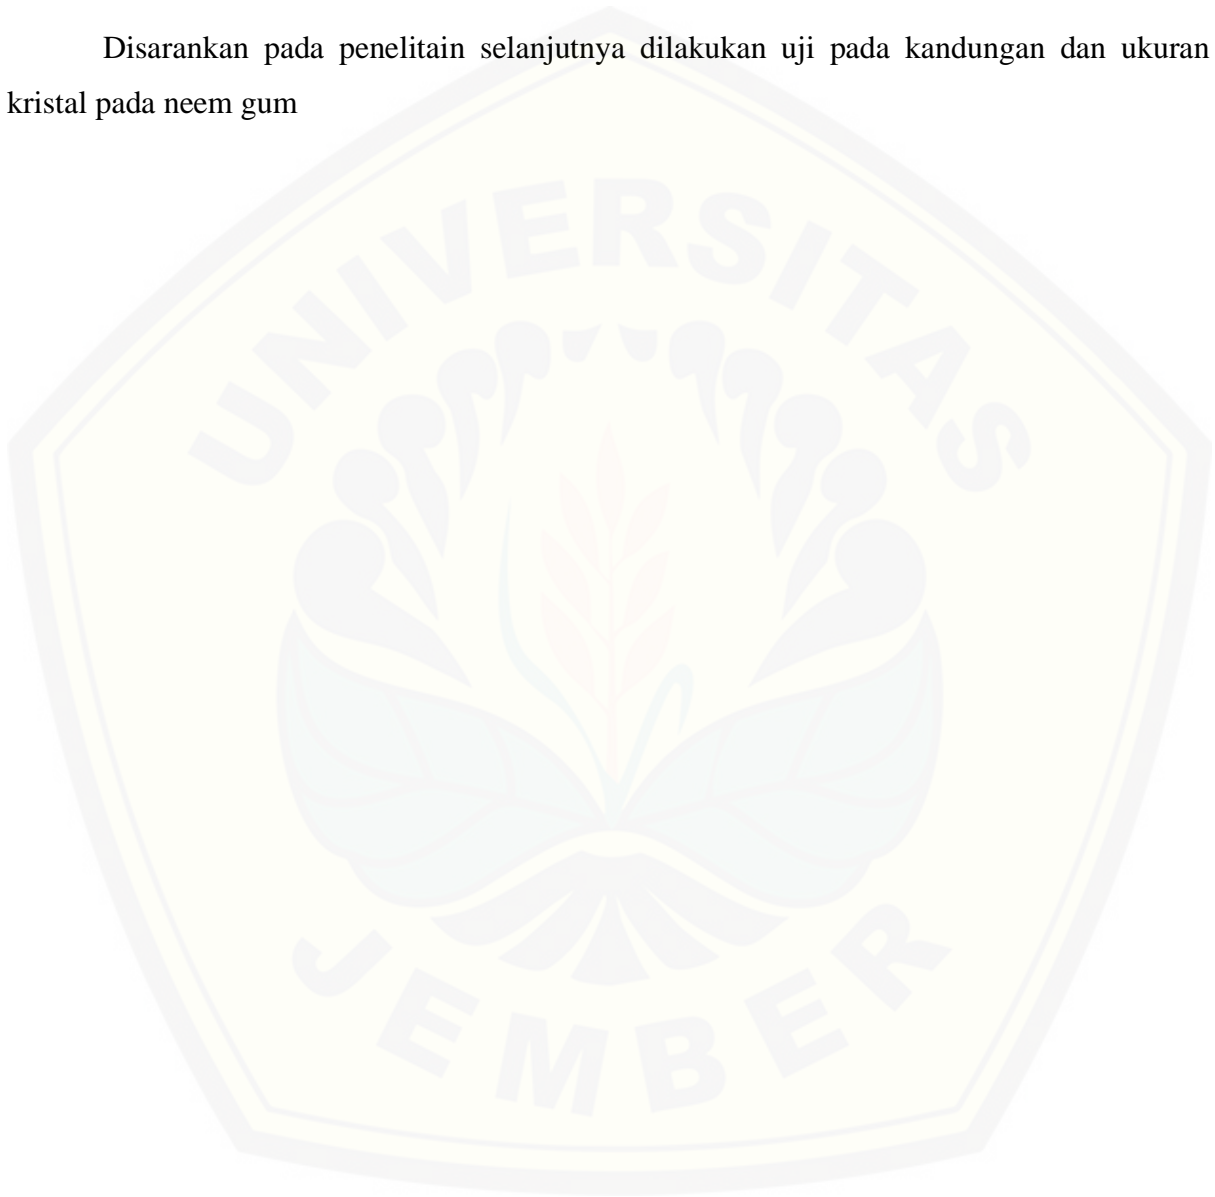 Disarankan pada penelitain selanjutnya dilakukan uji pada kandungan dan ukuran
kristal pada neem gum
UNIVERSITAS
JEMBER